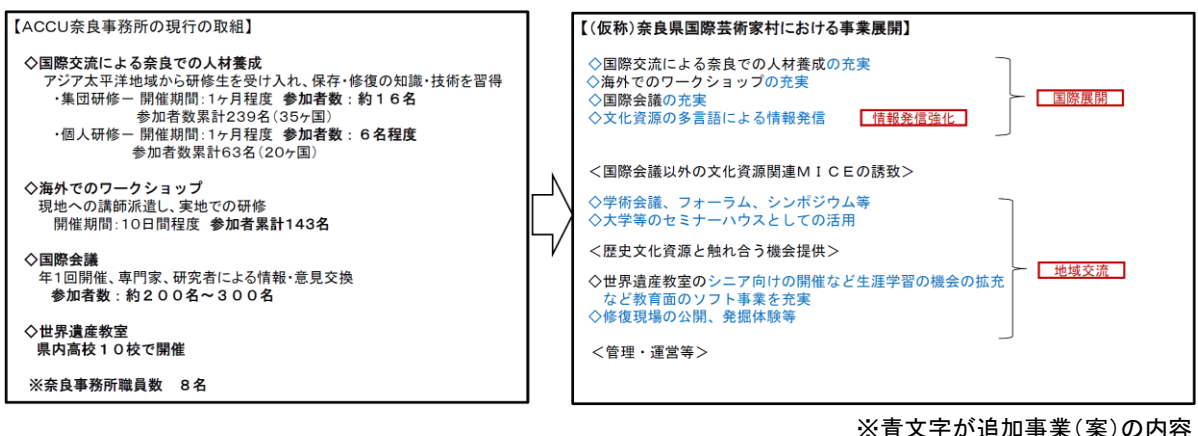 【ACCU奈良事務所の現行の取組】
◇国際交流による奈良での人材養成
アジア太平洋地域から研修生を受け入れ、保存・修復の知識・技術を習得
・集団研修－ 開催期間：1ヶ月程度 参加者数：約１６名
参加者数累計239名（35ヶ国）
・個人研修－ 開催期間：1ヶ月程度 参加者数：６名程度
参加者数累計63名（20ヶ国）
◇海外でのワークショップ
現地への講師派遣し、実地での研修
開催期間：10日間程度 参加者累計143名
◇国際会議
年1回開催、専門家、研究者による情報・意見交換
参加者数：約２００名～３００名
◇世界遺産教室
県内高校１０校で開催
※奈良事務所職員数 ８名
【（仮称）奈良県国際芸術家村における事業展開】
◇国際交流による奈良での人材養成の充実
◇海外でのワークショップの充実
◇国際会議の充実
◇文化資源の多言語による情報発信
情報発信強化
国際展開
＜国際会議以外の文化資源関連ＭＩＣＥの誘致＞
◇学術会議、フォーラム、シンポジウム等
◇大学等のセミナーハウスとしての活用
＜歴史文化資源と触れ合う機会提供＞
◇世界遺産教室のシニア向けの開催など生涯学習の機会の拡充
など教育面のソフト事業を充実
◇修復現場の公開、発掘体験等
地域交流
＜管理・運営等＞
※青文字が追加事業（案）の内容